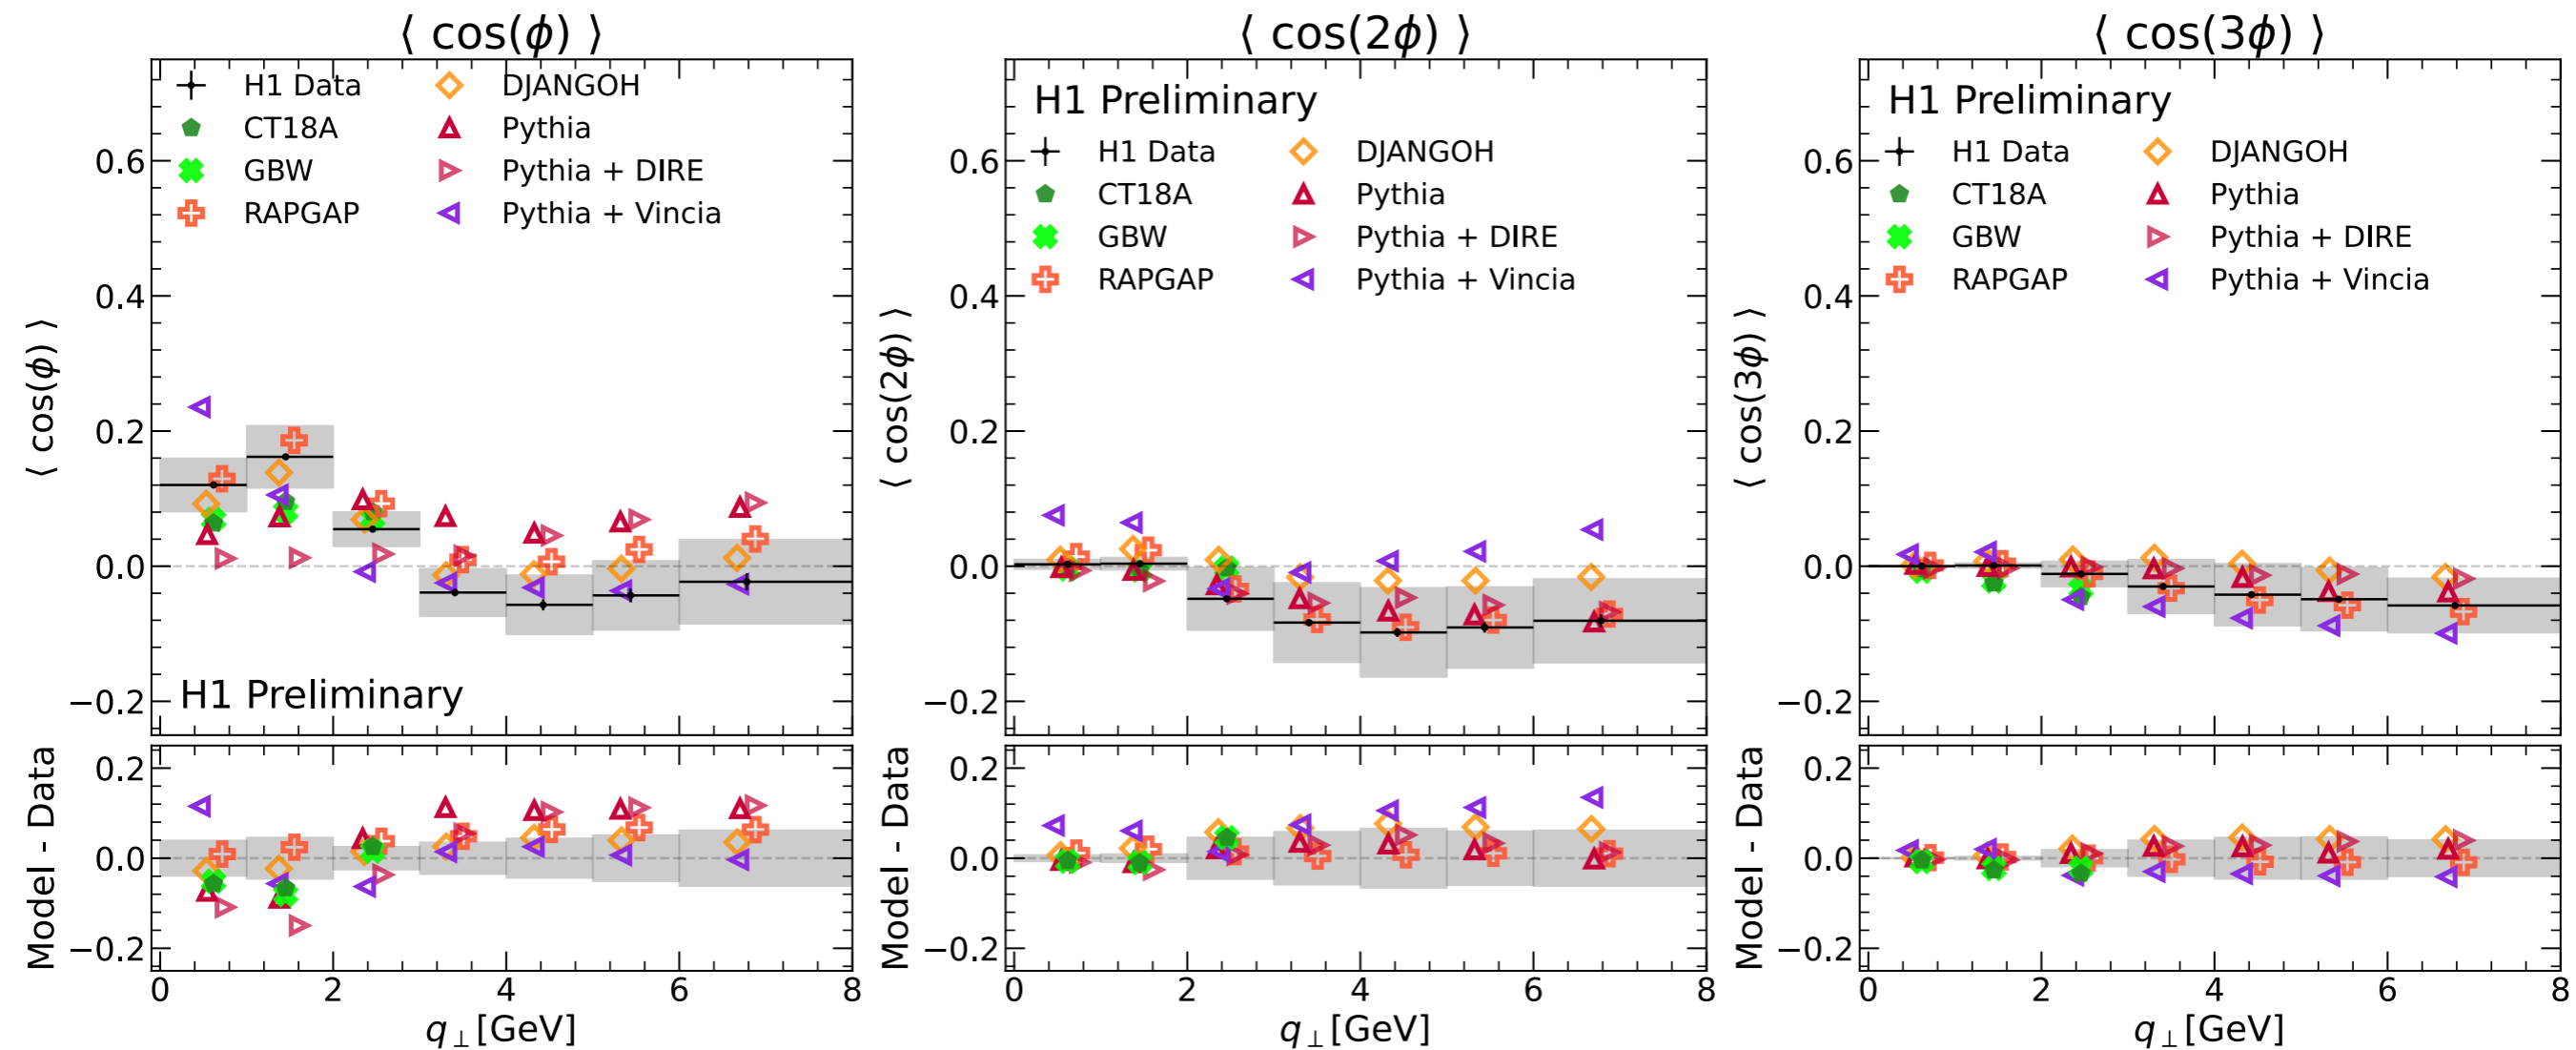 ⟨ cos(ϕ) ⟩
H1 Data
CT18A
GBW
RAPGAP
DJANGOH
Pythia
Pythia + DIRE
Pythia + Vincia
⟨ cos(ϕ) ⟩
0.6
0.4
0.2
0.0
−0.2
H1 Preliminary
Model - Data
0.2
0.0
−0.2
0 2 4 6 8
q⊥[GeV]
⟨ cos(2ϕ) ⟩
H1 Preliminary
H1 Data
CT18A
GBW
RAPGAP
DJANGOH
Pythia
Pythia + DIRE
Pythia + Vincia
⟨ cos(2ϕ) ⟩
0.6
0.4
0.2
0.0
−0.2
Model - Data
0.2
0.0
−0.2
0 2 4 6 8
q⊥[GeV]
⟨ cos(3ϕ) ⟩
H1 Preliminary
H1 Data
CT18A
GBW
RAPGAP
DJANGOH
Pythia
Pythia + DIRE
Pythia + Vincia
⟨ cos(3ϕ) ⟩
0.6
0.4
0.2
0.0
−0.2
Model - Data
0.2
0.0
−0.2
0 2 4 6 8
q⊥[GeV]